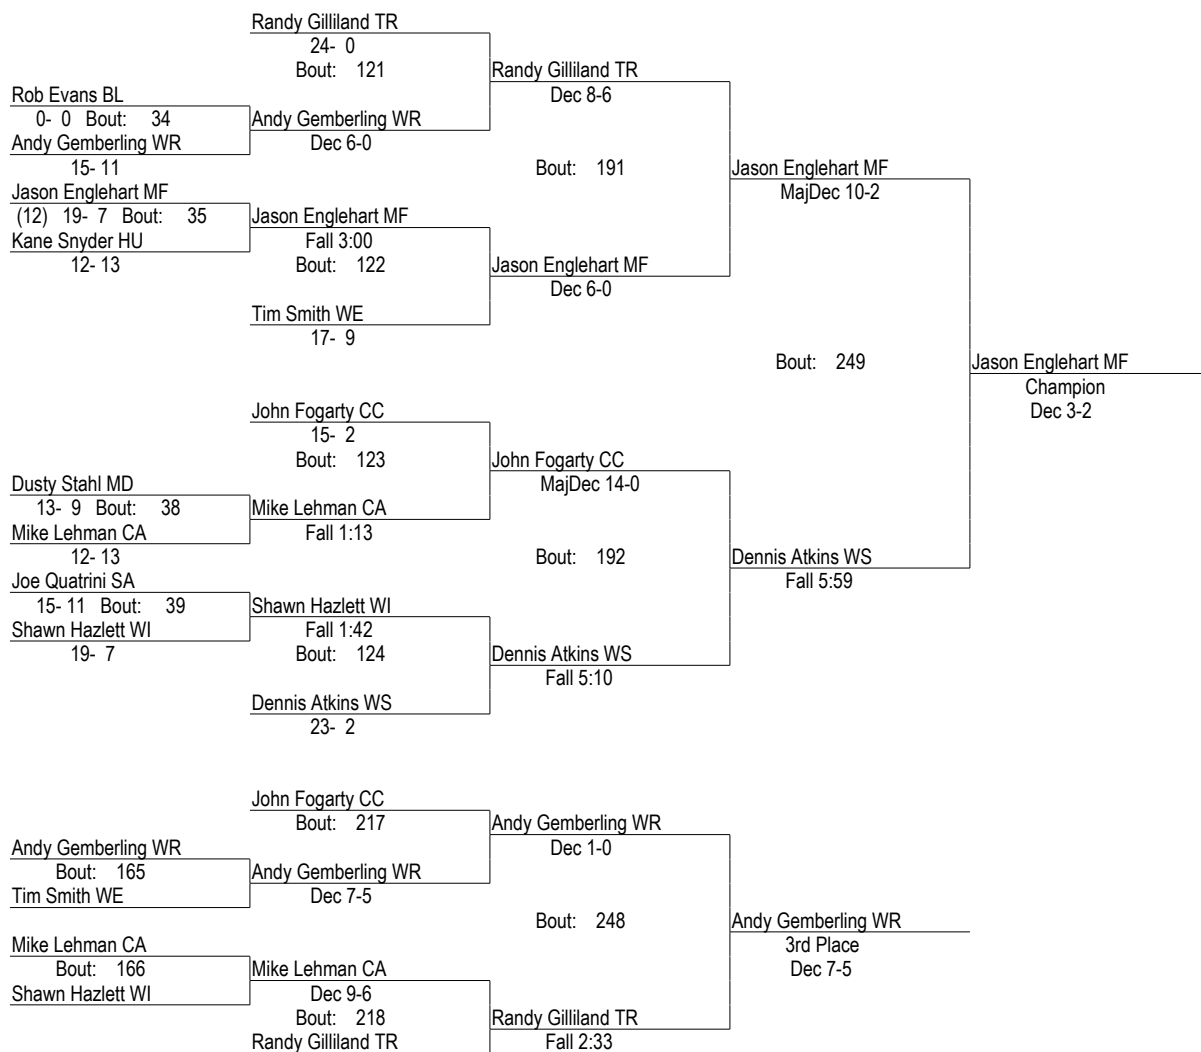 Randy Gilliland TR
24- 0
Bout: 121
Randy Gilliland TR
Dec 8-6
Rob Evans BL
0- 0 Bout: 34
Andy Gemberling WR
Andy Gemberling WR
Dec 6-0
15- 11
Bout: 191
Jason Englehart MF
MajDec 10-2
Jason Englehart MF
(12) 19- 7 Bout: 35
Jason Englehart MF
Kane Snyder HU
Fall 3:00
12- 13
Bout: 122
Jason Englehart MF
Dec 6-0
Tim Smith WE
17- 9
Bout: 249
Jason Englehart MF
Champion
Dec 3-2
John Fogarty CC
15- 2
Bout: 123
John Fogarty CC
MajDec 14-0
Dusty Stahl MD
13- 9 Bout: 38
Mike Lehman CA
Mike Lehman CA
Fall 1:13
12- 13
Bout: 192
Dennis Atkins WS
Fall 5:59
Joe Quatrini SA
15- 11 Bout: 39
Shawn Hazlett WI
Shawn Hazlett WI
Fall 1:42
19- 7
Bout: 124
Dennis Atkins WS
Fall 5:10
Dennis Atkins WS
23- 2
John Fogarty CC
Bout: 217
Andy Gemberling WR
Dec 1-0
Andy Gemberling WR
Bout: 165
Andy Gemberling WR
Tim Smith WE
Dec 7-5
Bout: 248
Andy Gemberling WR
3rd Place
Dec 7-5
Mike Lehman CA
Bout: 166
Mike Lehman CA
Shawn Hazlett WI
Dec 9-6
Bout: 218
Randy Gilliland TR
Fall 2:33
Randy Gilliland TR